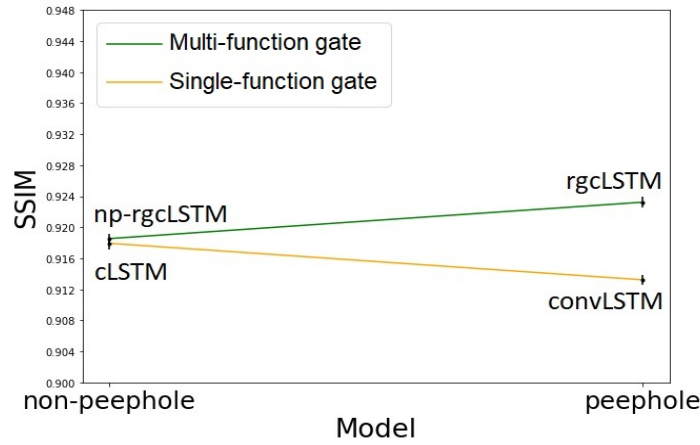 0.948
0.944
0.940
0.936
0.932
0.928
0.924
0.920
0.916
0.912
0.908
0.904
0.900
SSIM
Multi-function gate
Single-function gate
rgcLSTM
np-rgcLSTM
cLSTM
convLSTM
non-peephole
peephole
Model